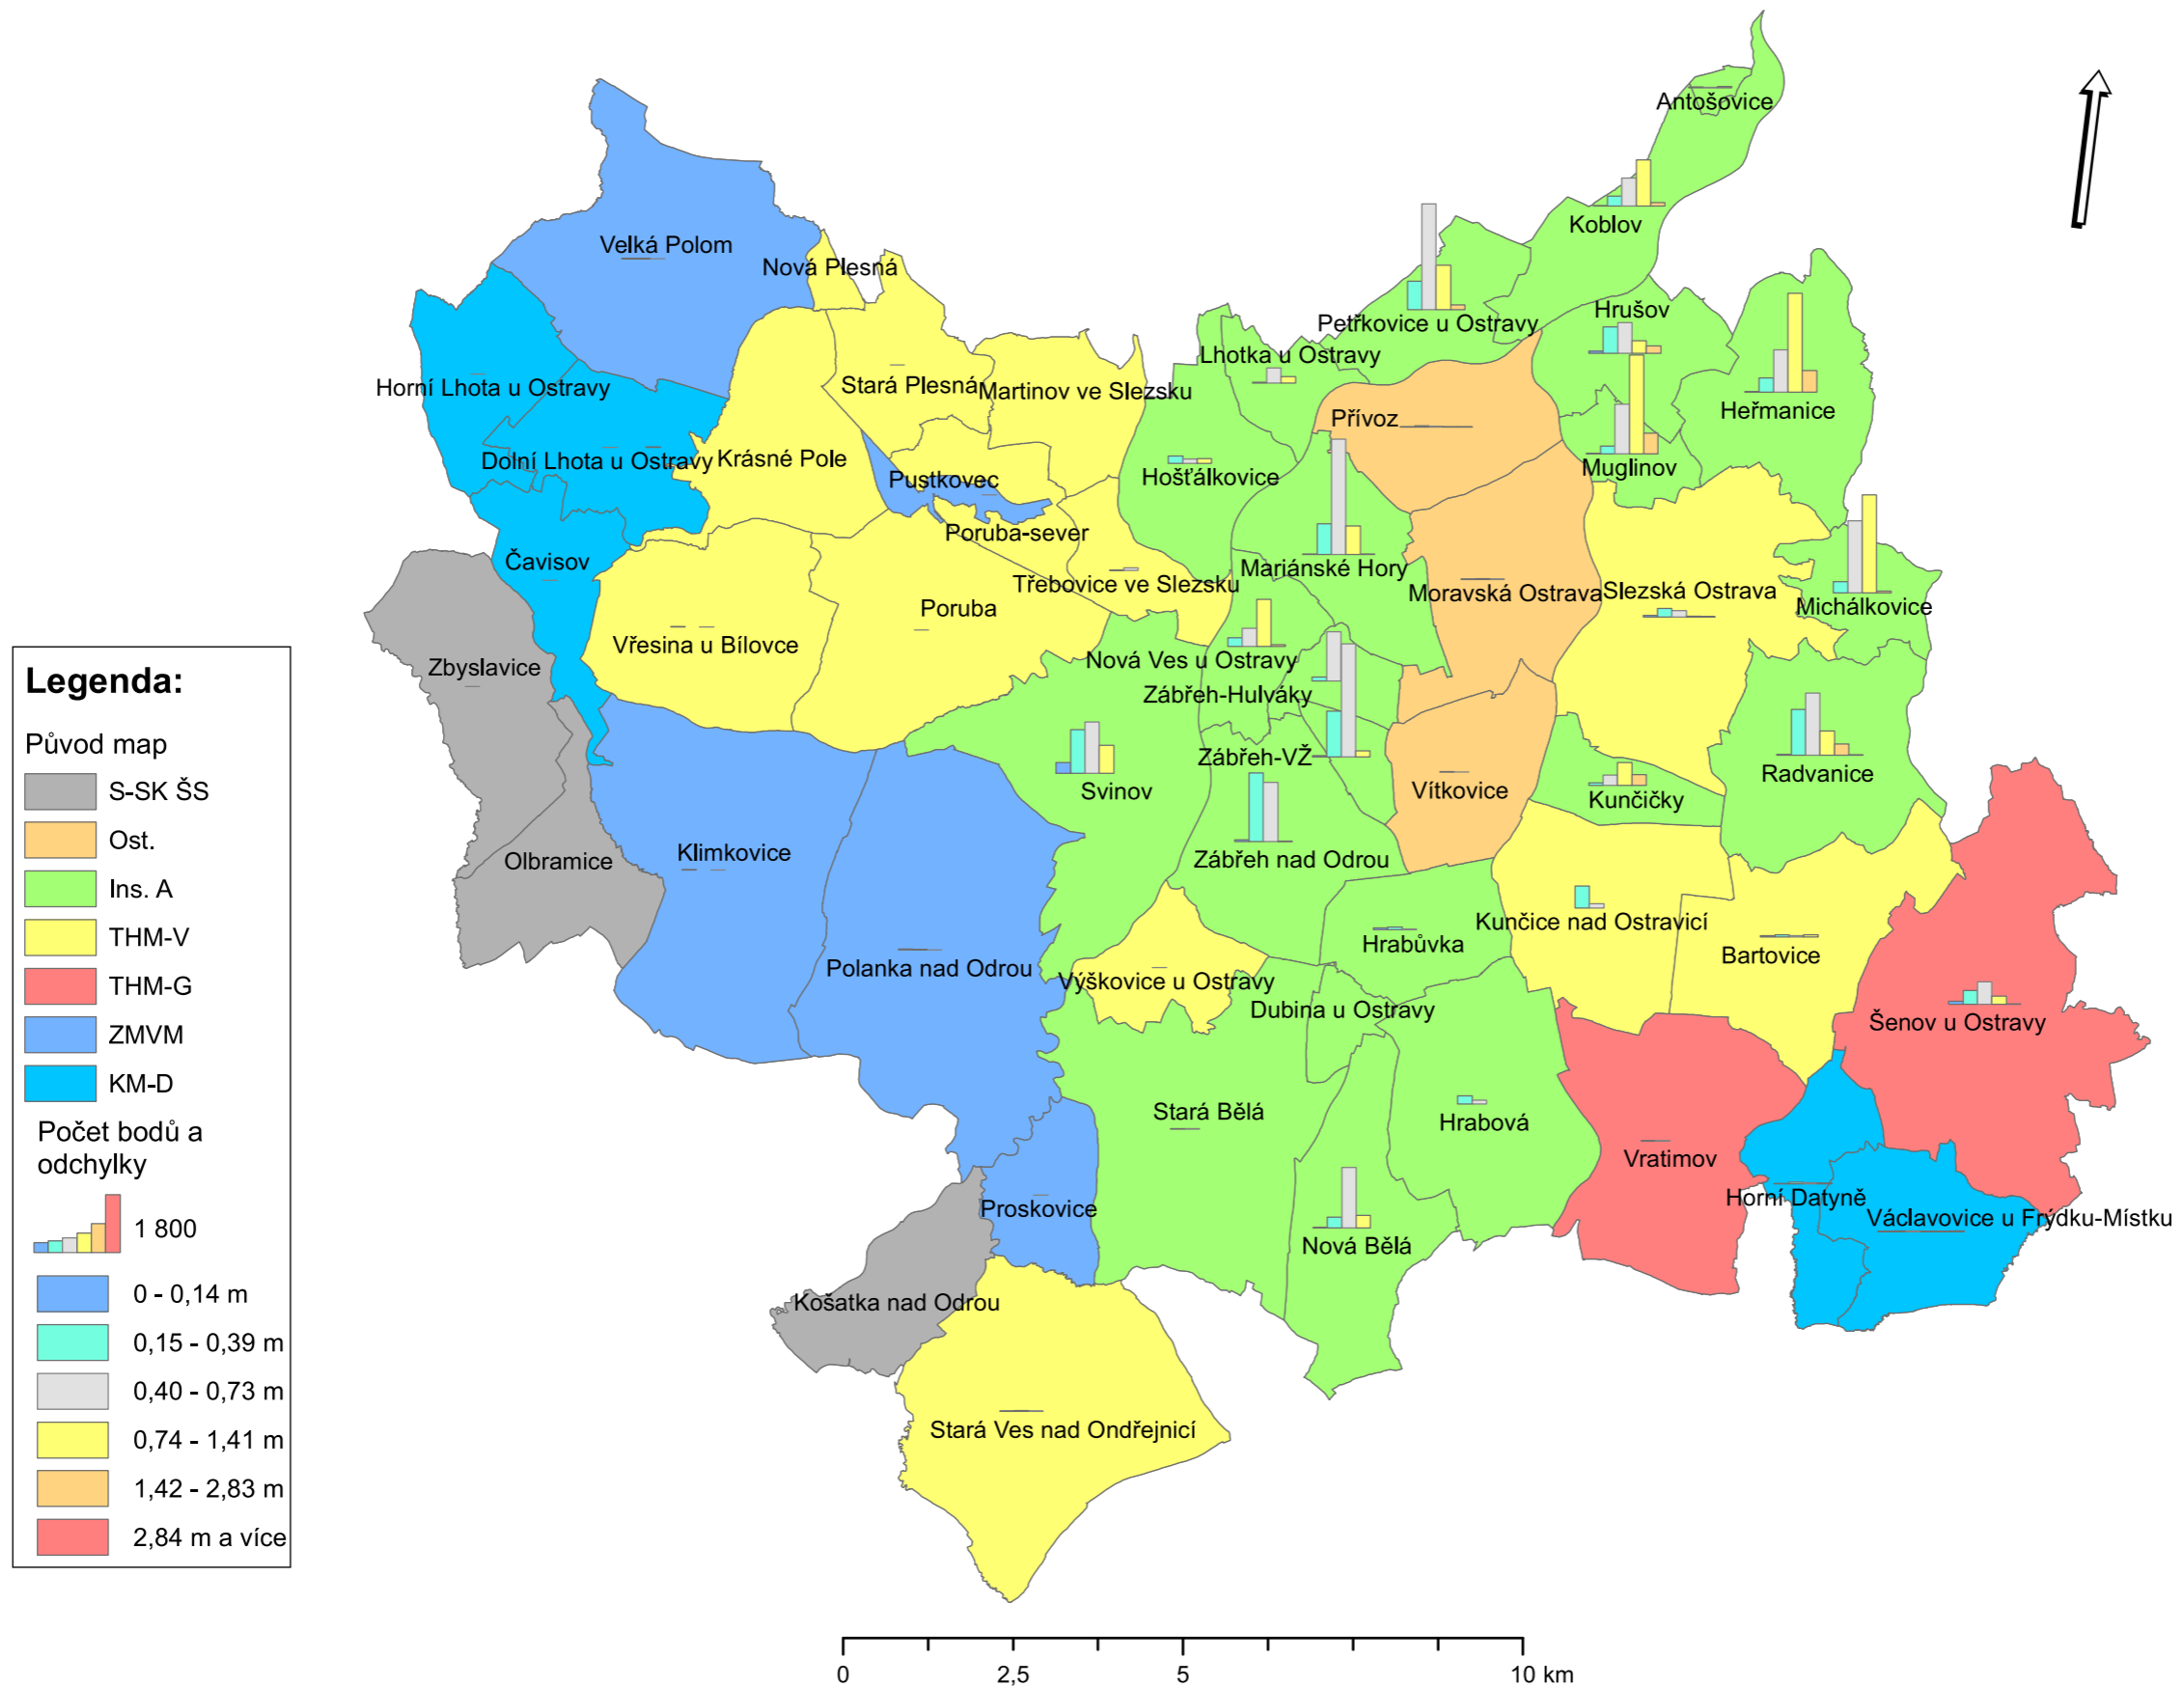 Antošovice
Koblov
Velká Polom
Nová Plesná
Hrušov
Petřkovice u Ostravy
Lhotka u Ostravy
Horní Lhota u Ostravy
Stará Plesná
Martinov ve Slezsku
Heřmanice
Přívoz
Dolní Lhota u Ostravy
Krásné Pole
Muglinov
Pustkovec
Hošťálkovice
Poruba-sever
Čavisov
Mariánské Hory
Třebovice ve Slezsku
Moravská Ostrava
Slezská Ostrava
Michálkovice
Poruba
Vřesina u Bílovce
Nová Ves u Ostravy
Zbyslavice
Zábřeh-Hulváky
Zábřeh-VŽ
Radvanice
Svinov
Vítkovice
Kunčičky
Klimkovice
Olbramice
Zábřeh nad Odrou
Kunčice nad Ostravicí
Hrabůvka
Bartovice
Polanka nad Odrou
Výškovice u Ostravy
Dubina u Ostravy
Šenov u Ostravy
Stará Bělá
Hrabová
Vratimov
Horní Datyně
Proskovice
Václavovice u Frýdku-Místku
Nová Bělá
Košatka nad Odrou
Stará Ves nad Ondřejnicí
Legenda:
Původ map
S-SK ŠS
Ost.
Ins. A
THM-V
THM-G
ZMVM
KM-D
Počet bodů a
odchylky
1 800
0 - 0,14 m
0,15 - 0,39 m
0,40 - 0,73 m
0,74 - 1,41 m
1,42 - 2,83 m
2,84 m a více
0 2,5 5 10 km